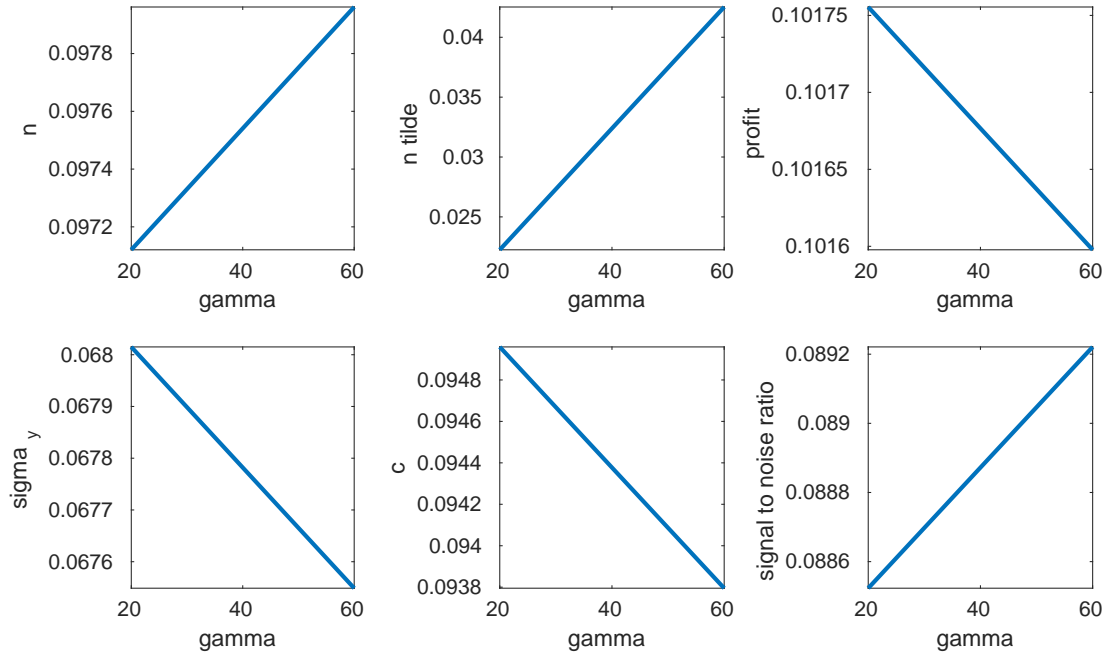 0.0978
0.0976
0.0974
0.0972
n
20 40 60
gamma
0.04
0.035
0.03
0.025
n tilde
20 40 60
gamma
0.10175
0.1017
0.10165
0.1016
profit
20 40 60
gamma
0.068
0.0679
0.0678
0.0677
0.0676
sigma y
20 40 60
gamma
0.0948
0.0946
0.0944
0.0942
0.094
0.0938
c
20 40 60
gamma
0.0892
0.089
0.0888
0.0886
signal to noise ratio
20 40 60
gamma